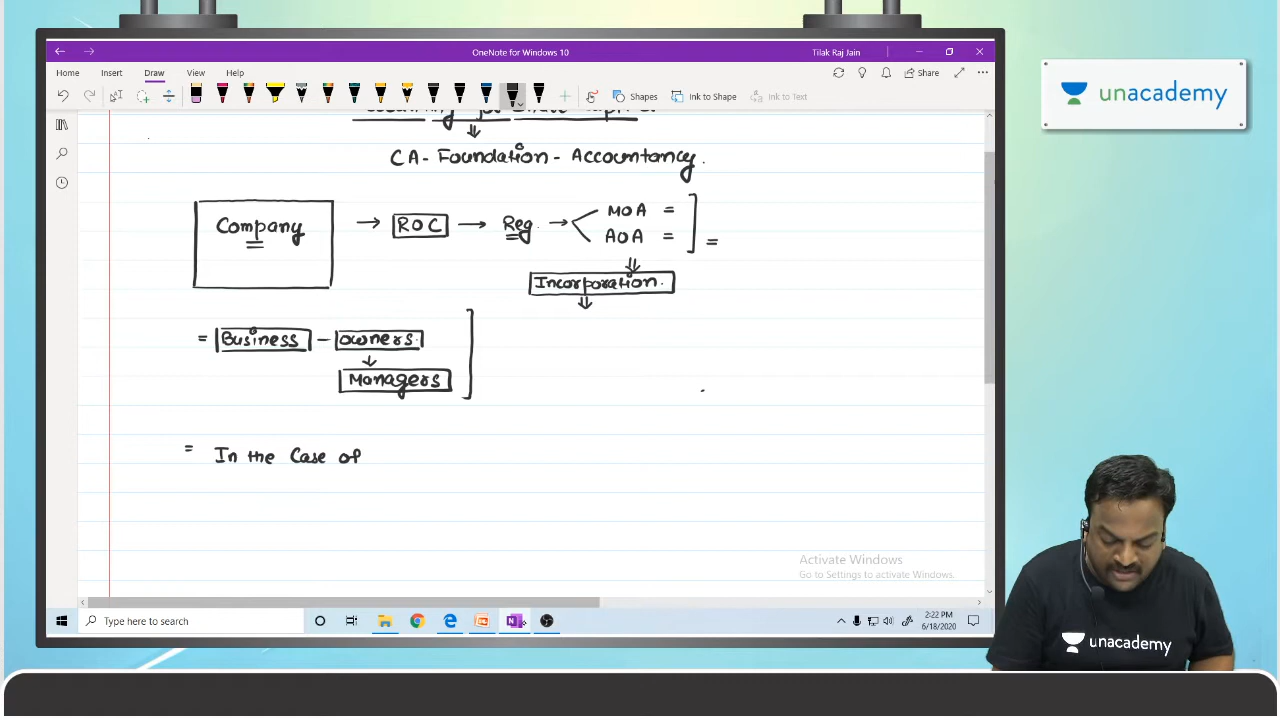 OneNote for Windows 10
Tilak Raj Jain
Home Insert Draw View Help
Share
Shapes Ink to Shape Ink to Text
unacademy
Share Capital
CA - Foundation - Accountancy.
Company → ROC → Reg. → MOA =
AOA = =
Incorporation.
= Business - owners.
Managers
= In the Case of
Activate Windows
Go to Settings to activate Windows.
Type here to search
2:22 PM
6/18/2020
unacademy